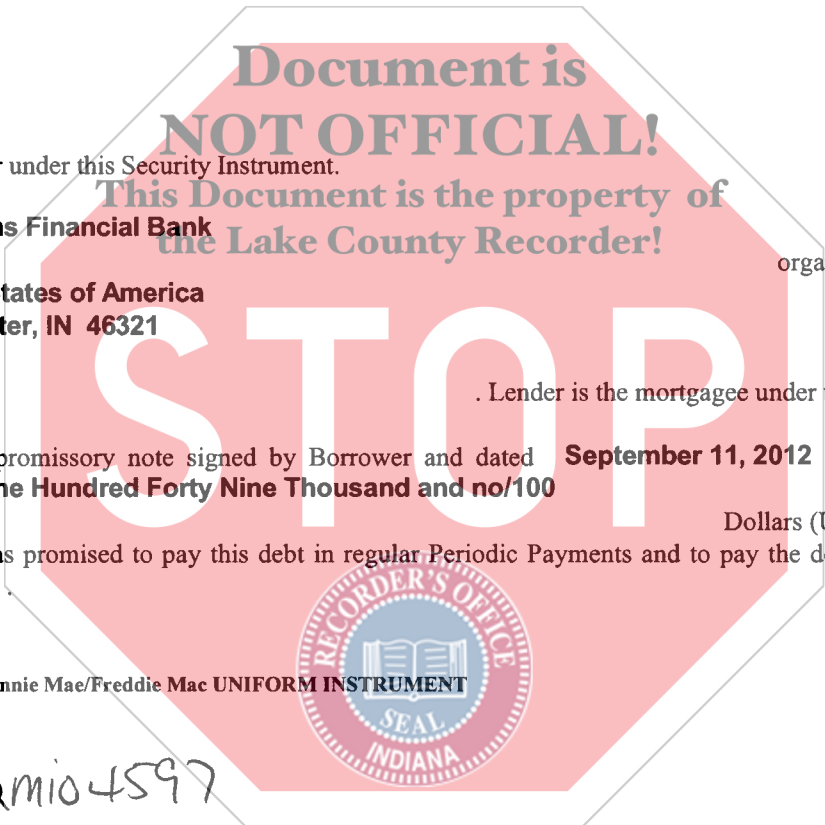 Document is
NOT OFFICIAL!
under this Security Instrument.
This Document is the property of
s Financial Bank
the Lake County Recorder!
orga
tates of America
ter, IN 46321
STOP
. Lender is the mortgagee under
promissory note signed by Borrower and dated September 11, 2012
ne Hundred Forty Nine Thousand and no/100
Dollars (U
as promised to pay this debt in regular Periodic Payments and to pay the d
.
RECORDER'S OFFICE
nnie Mae/Freddie Mac UNIFORM INSTRUMENT
SEAL
INDIANA
mio4597